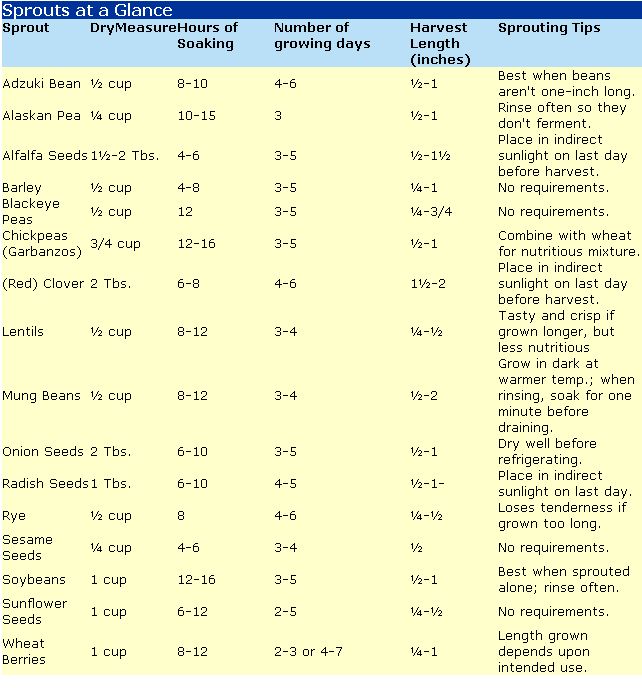 Sprouts at a Glance
Sprout DryMeasure Hours of Number of Harvest Sprouting Tips
Soaking growing days Length
(inches)
Adzuki Bean ½ cup 8-10 4-6 ½-1 Best when beans
aren't one-inch long.
Alaskan Pea ¼ cup 10-15 3 ½-1 Rinse often so they
don't ferment.
Alfalfa Seeds 1½-2 Tbs. 4-6 3-5 ½-1½ Place in indirect
sunlight on last day
before harvest.
Barley ½ cup 4-8 3-5 ¼-1 No requirements.
Blackeye
Peas ½ cup 12 3-5 ¼-3/4 No requirements.
Chickpeas
(Garbanzos) 3/4 cup 12-16 3-5 ½-1 Combine with wheat
for nutritious mixture.
(Red) Clover 2 Tbs. 6-8 4-6 1½-2 Place in indirect
sunlight on last day
before harvest.
Lentils ½ cup 8-12 3-4 ¼-½ Tasty and crisp if
grown longer, but
less nutritious
Mung Beans ½ cup 8-12 3-4 ½-2 Grow in dark at
warmer temp.; when
rinsing, soak for one
minute before
draining.
Onion Seeds 2 Tbs. 6-10 3-5 ½-1 Dry well before
refrigerating.
Radish Seeds 1 Tbs. 6-10 4-5 ½-1- Place in indirect
sunlight on last day.
Rye ½ cup 8 4-6 ¼-½ Loses tenderness if
grown too long.
Sesame
Seeds ¼ cup 4-6 3-4 ½ No requirements.
Soybeans 1 cup 12-16 3-5 ½-1 Best when sprouted
alone; rinse often.
Sunflower
Seeds 1 cup 6-12 2-5 ¼-½ No requirements.
Wheat
Berries 1 cup 8-12 2-3 or 4-7 ¼-1 Length grown
depends upon
intended use.